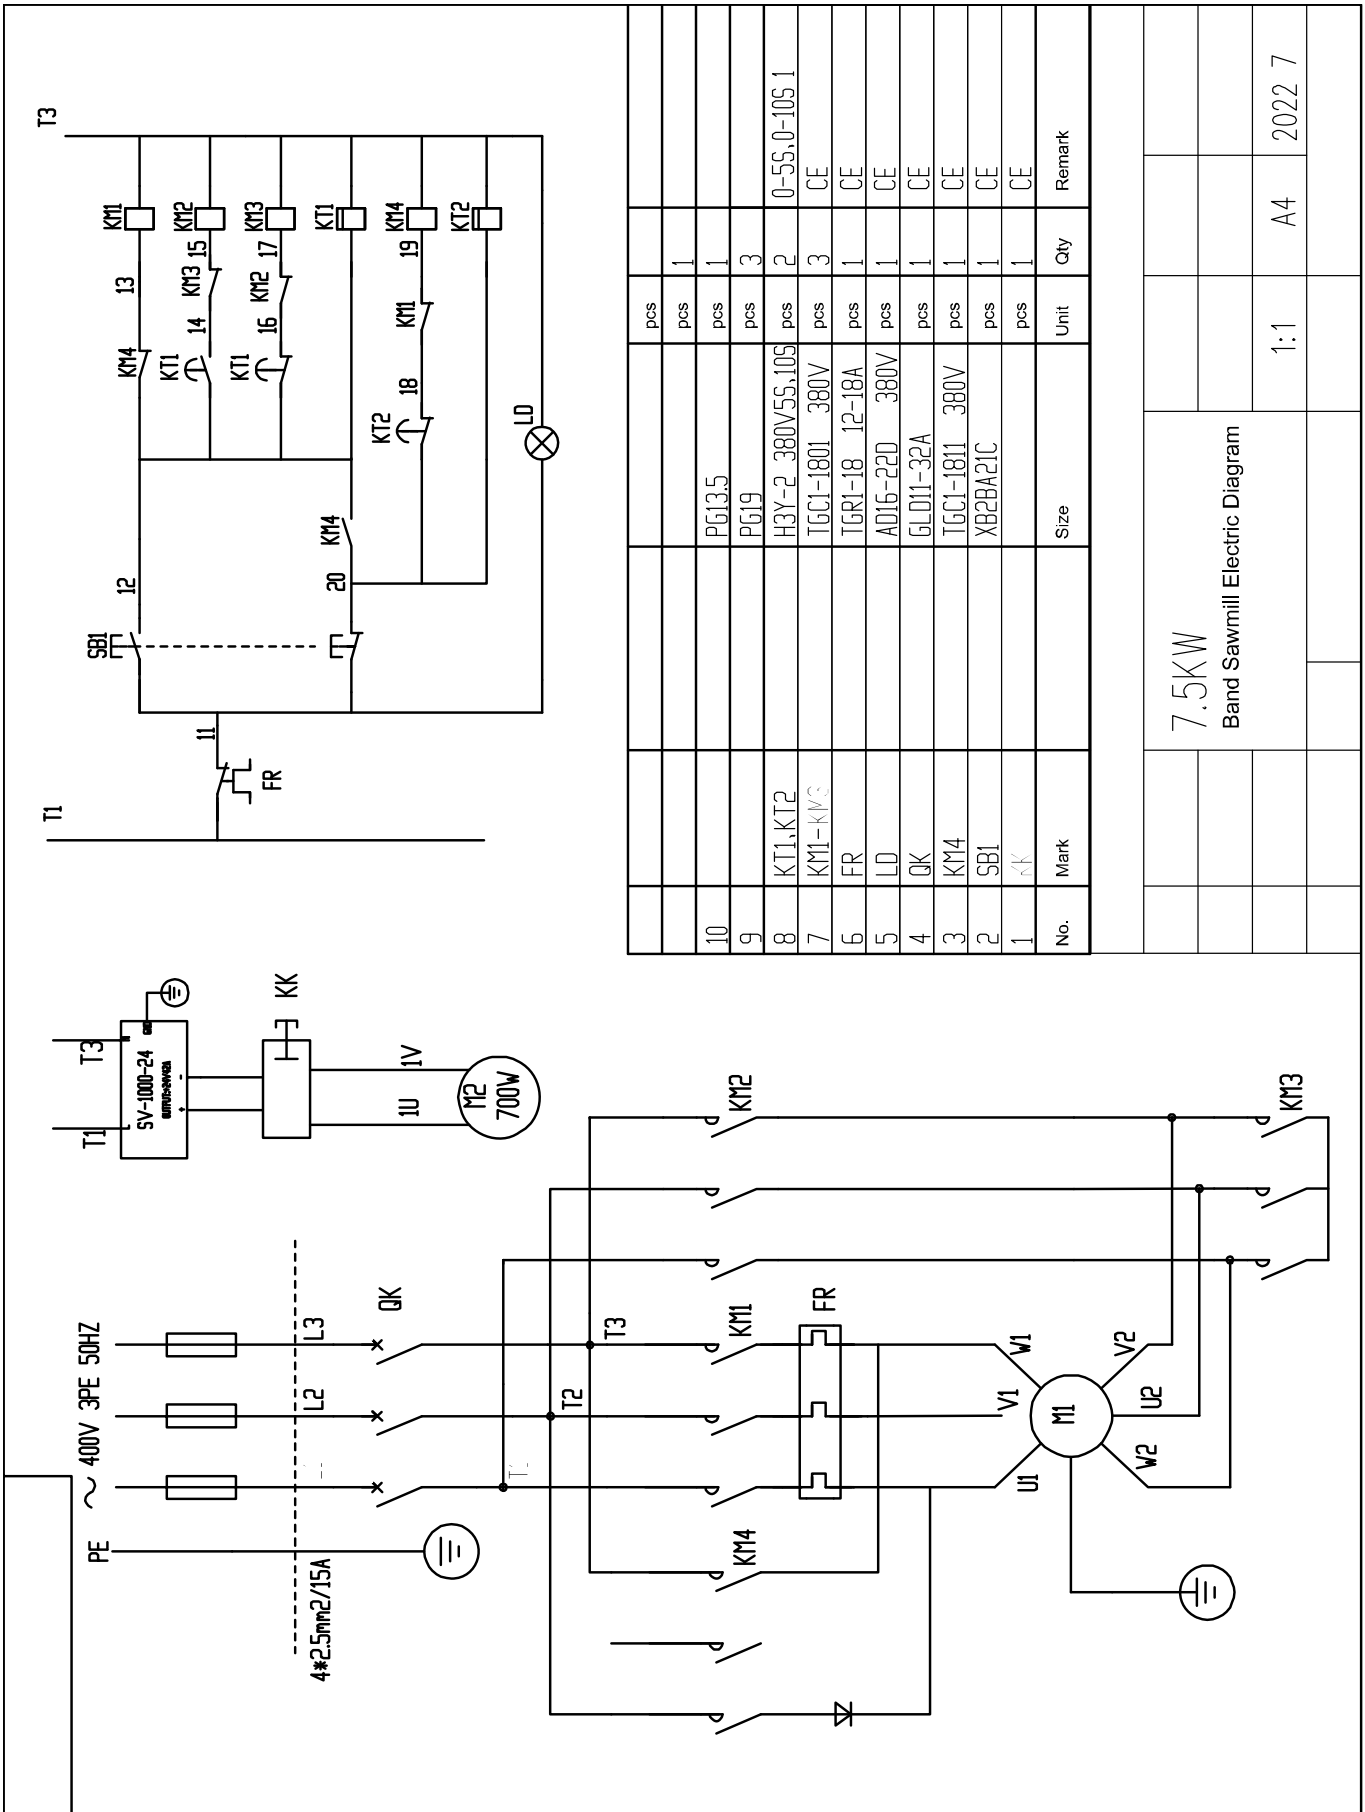 PE
400V 3PE 50HZ
L2
L3
4*2.5mm2/15A
QK
T2
T3
KM4
KM1
KM2
FR
U1
V1
W1
M1
W2
U2
V2
KM3
T1
T3
SV-1000-24
OUTPUT:+24V42A
+
-
KK
1U
1V
M2
700W
T1
T3
FR
11
SB1
12
KM4
13
KM1
KT1
14
KM3
15
KM2
KT1
16
KM2
17
KM3
20
KM4
KT1
KT2
18
KM1
19
KM4
KT2
LD
pcs
pcs 1
10 PG13.5 pcs 1
9 PG19 pcs 3
8 KT1,KT2 H3Y-2 380V5S,10S pcs 2 0-5S,0-10S 1
7 KM1-KM3 TGC1-1801 380V pcs 3 CE
6 FR TGR1-18 12-18A pcs 1 CE
5 LD AD16-22D 380V pcs 1 CE
4 QK GLD11-32A pcs 1 CE
3 KM4 TGC1-1811 380V pcs 1 CE
2 SB1 XB2BA21C pcs 1 CE
1 pcs 1 CE
No. Mark Size Unit Qty Remark
7.5KW
Band Sawmill Electric Diagram
1:1 A4 2022 7